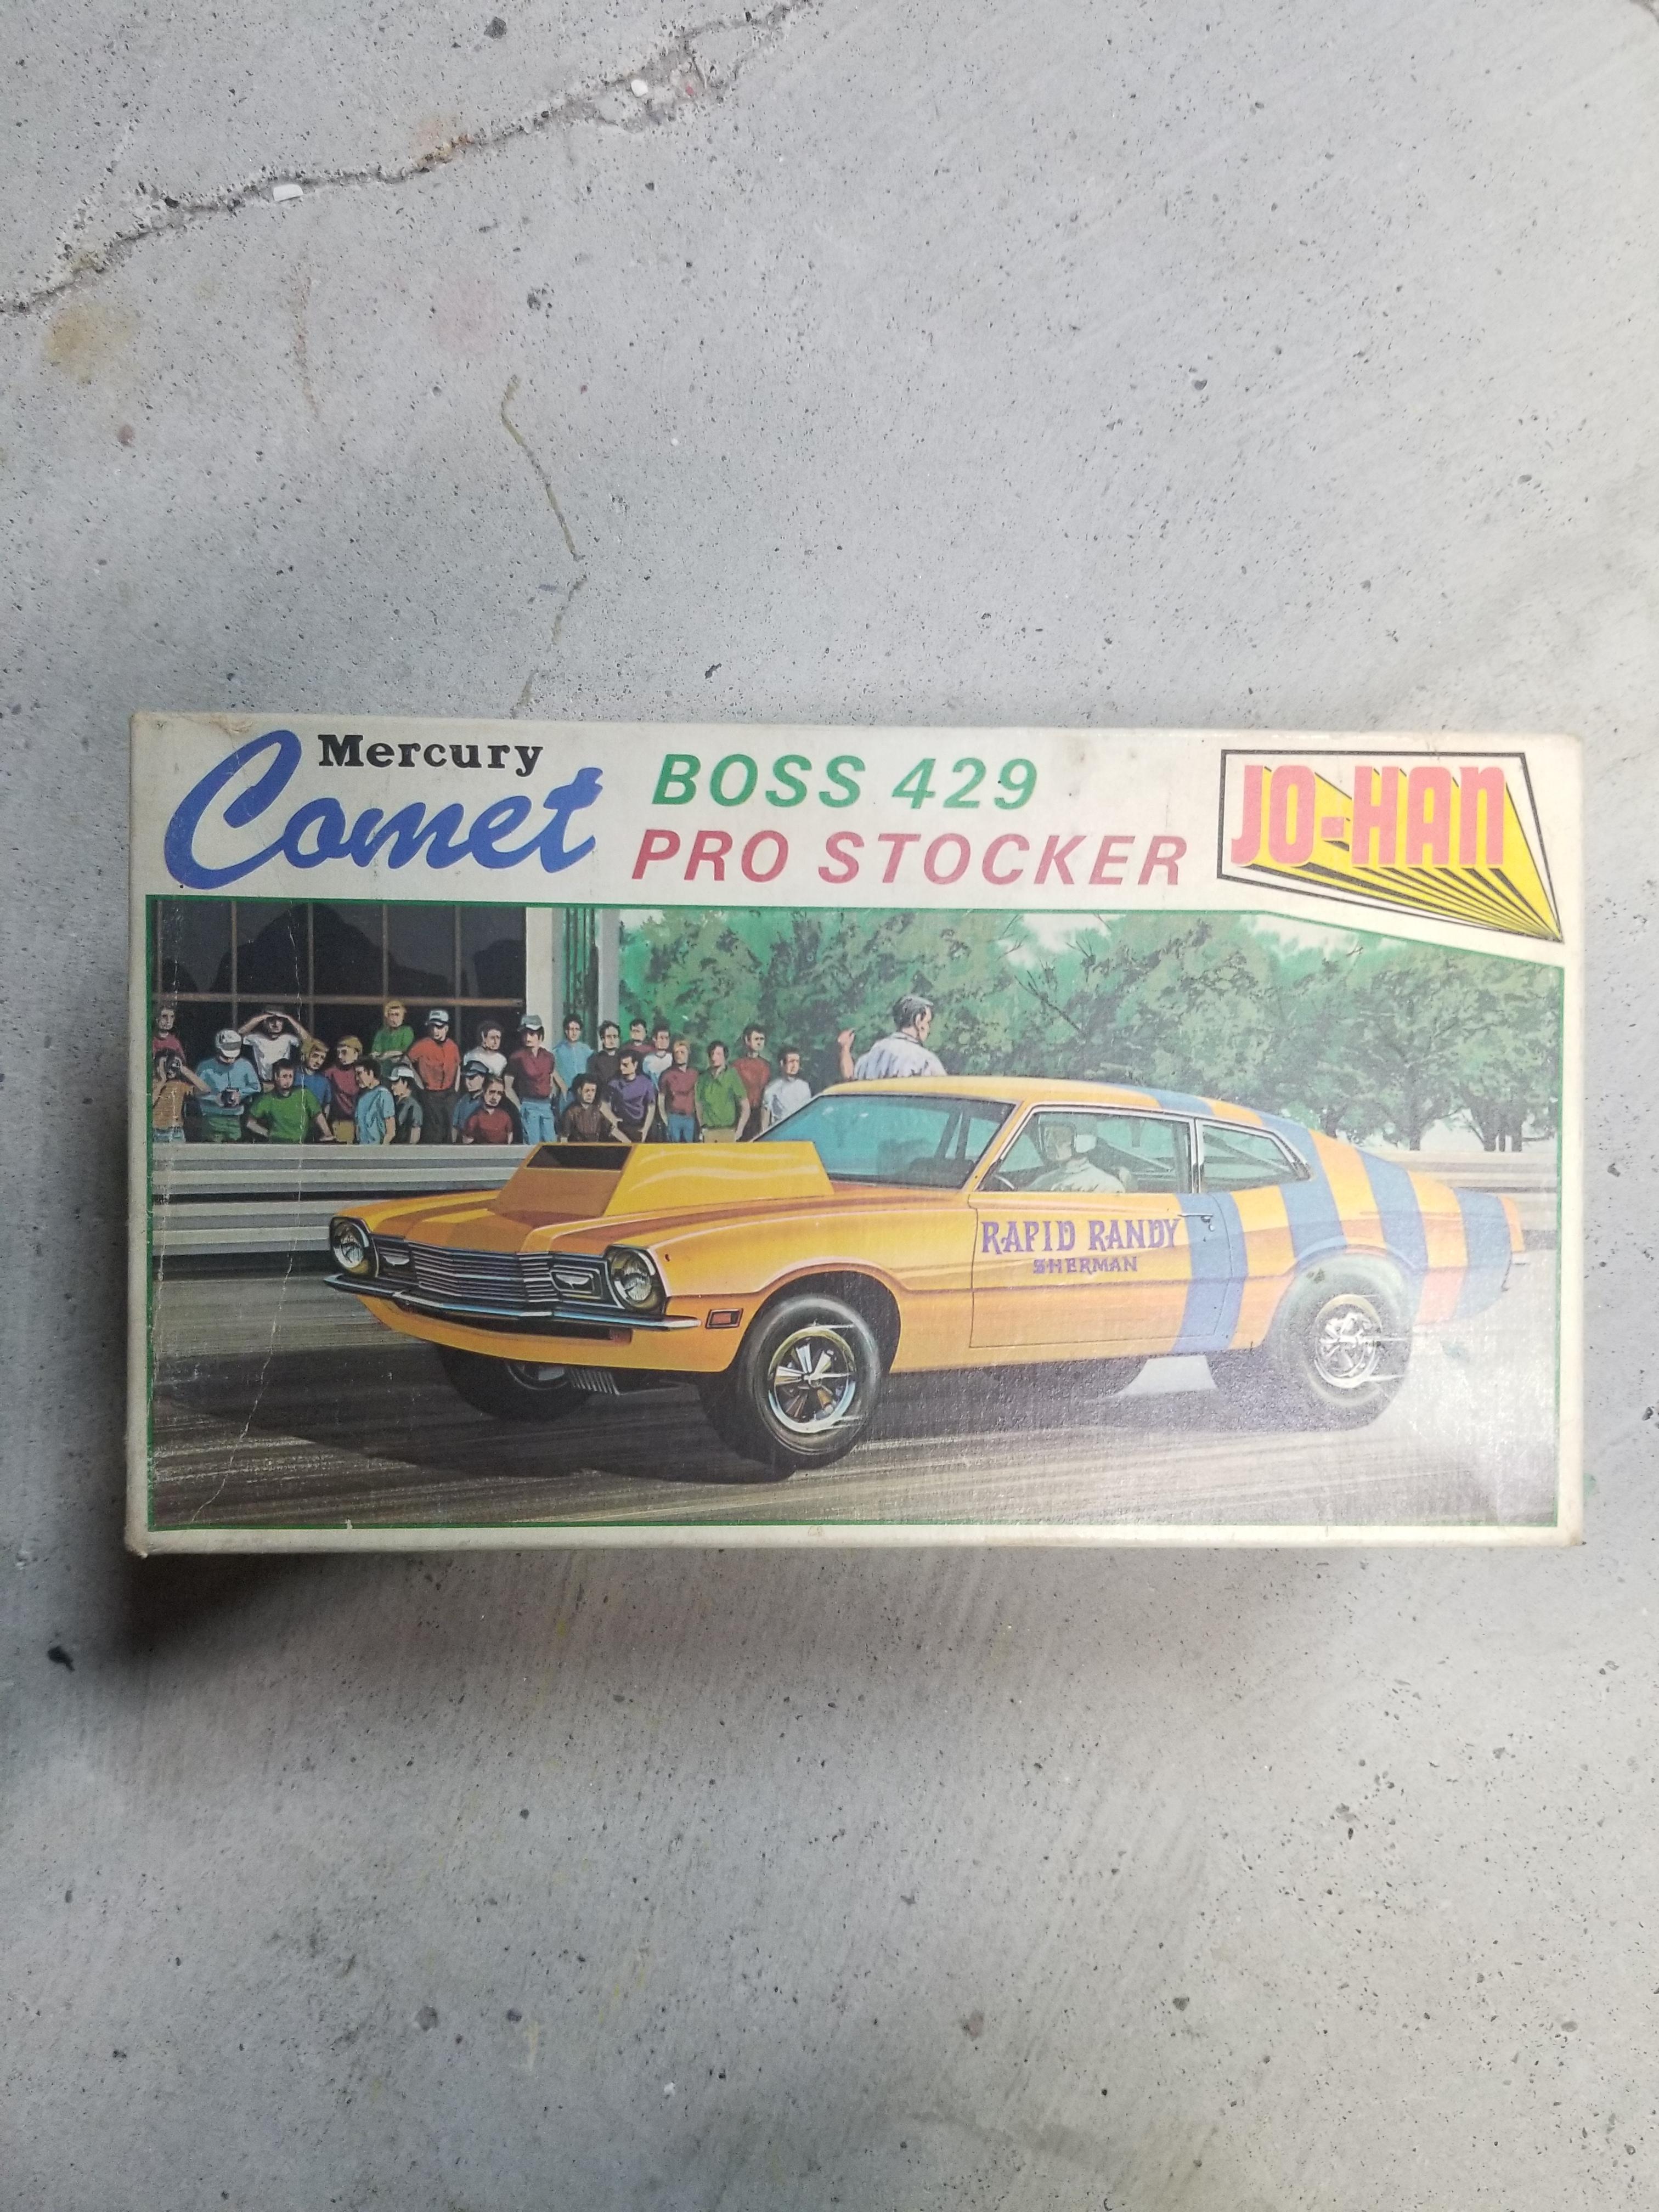 Mercury
Comet
BOSS 429
PRO STOCKER
JO-HAN
RAPID RANDY
SHERMAN